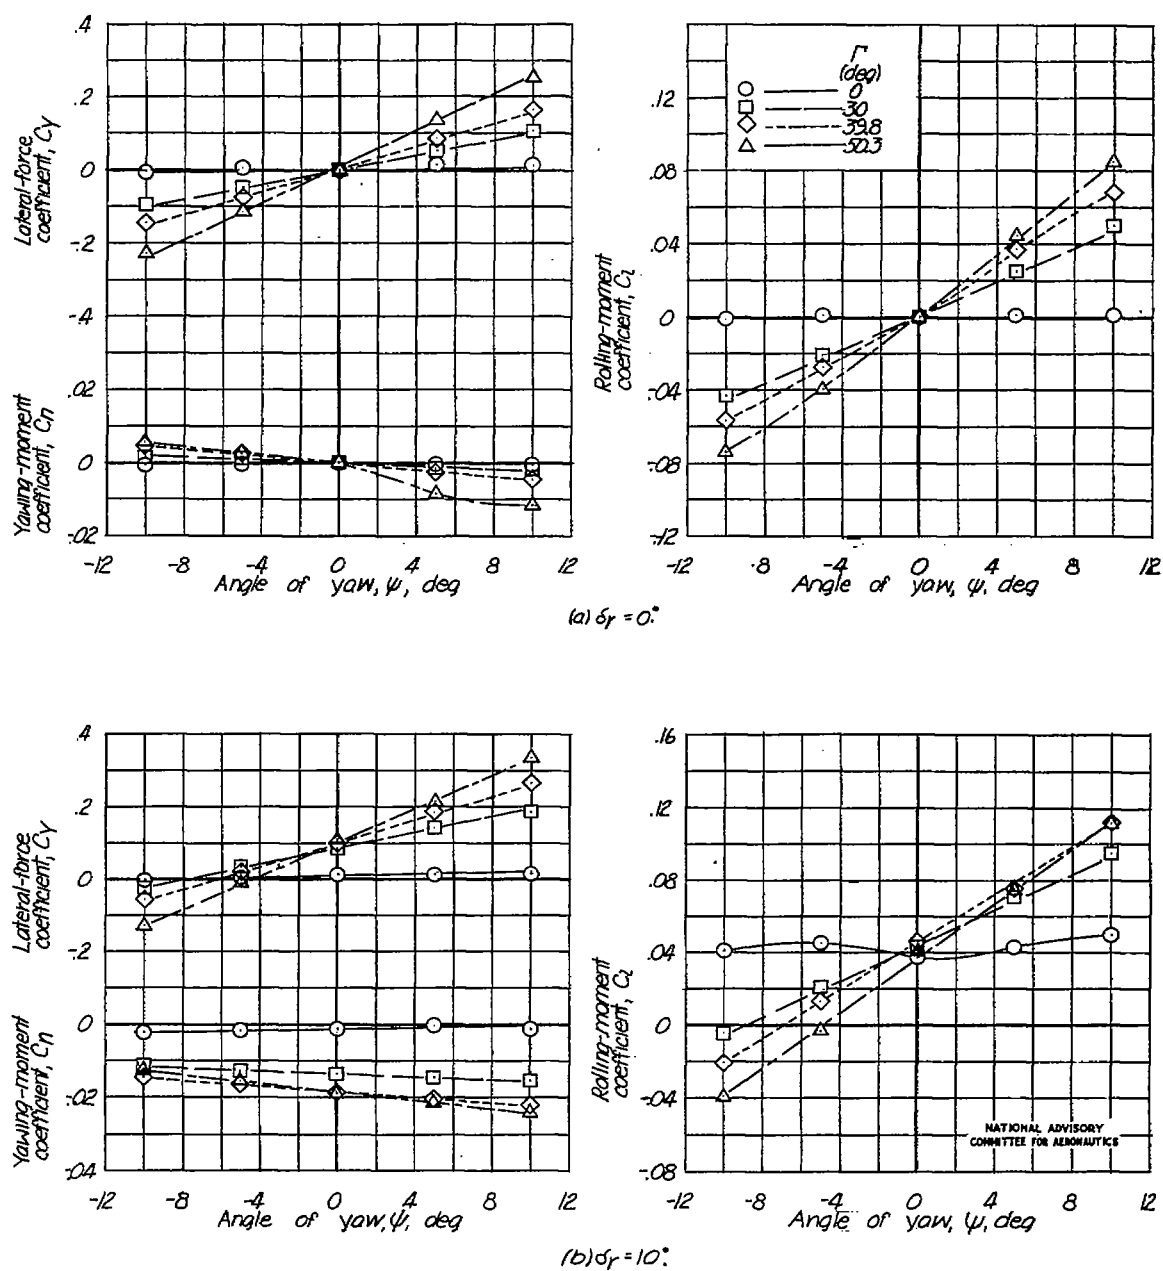 .4
.2
0
-.2
-.4
Lateral-force
coefficient, Cy
.02
0
-.02
Yawing-moment
coefficient, Cn
-12 -8 -4 0 4 8 12
Angle of yaw, ψ, deg
Γ
(deg)
0
30
39.8
50.3
.12
.08
.04
0
-.04
-.08
-.12
Rolling-moment
coefficient, Cl
-12 -8 -4 0 4 8 12
Angle of yaw, ψ, deg
(a) δr = 0°.
.4
.2
0
-.2
Lateral-force
coefficient, Cy
0
-.02
-.04
Yawing-moment
coefficient, Cn
-12 -8 -4 0 4 8 12
Angle of yaw, ψ, deg
.16
.12
.08
.04
0
-.04
-.08
Rolling-moment
coefficient, Cl
NATIONAL ADVISORY
COMMITTEE FOR AERONAUTICS
-12 -8 -4 0 4 8 12
Angle of yaw, ψ, deg
(b) δr = 10°.